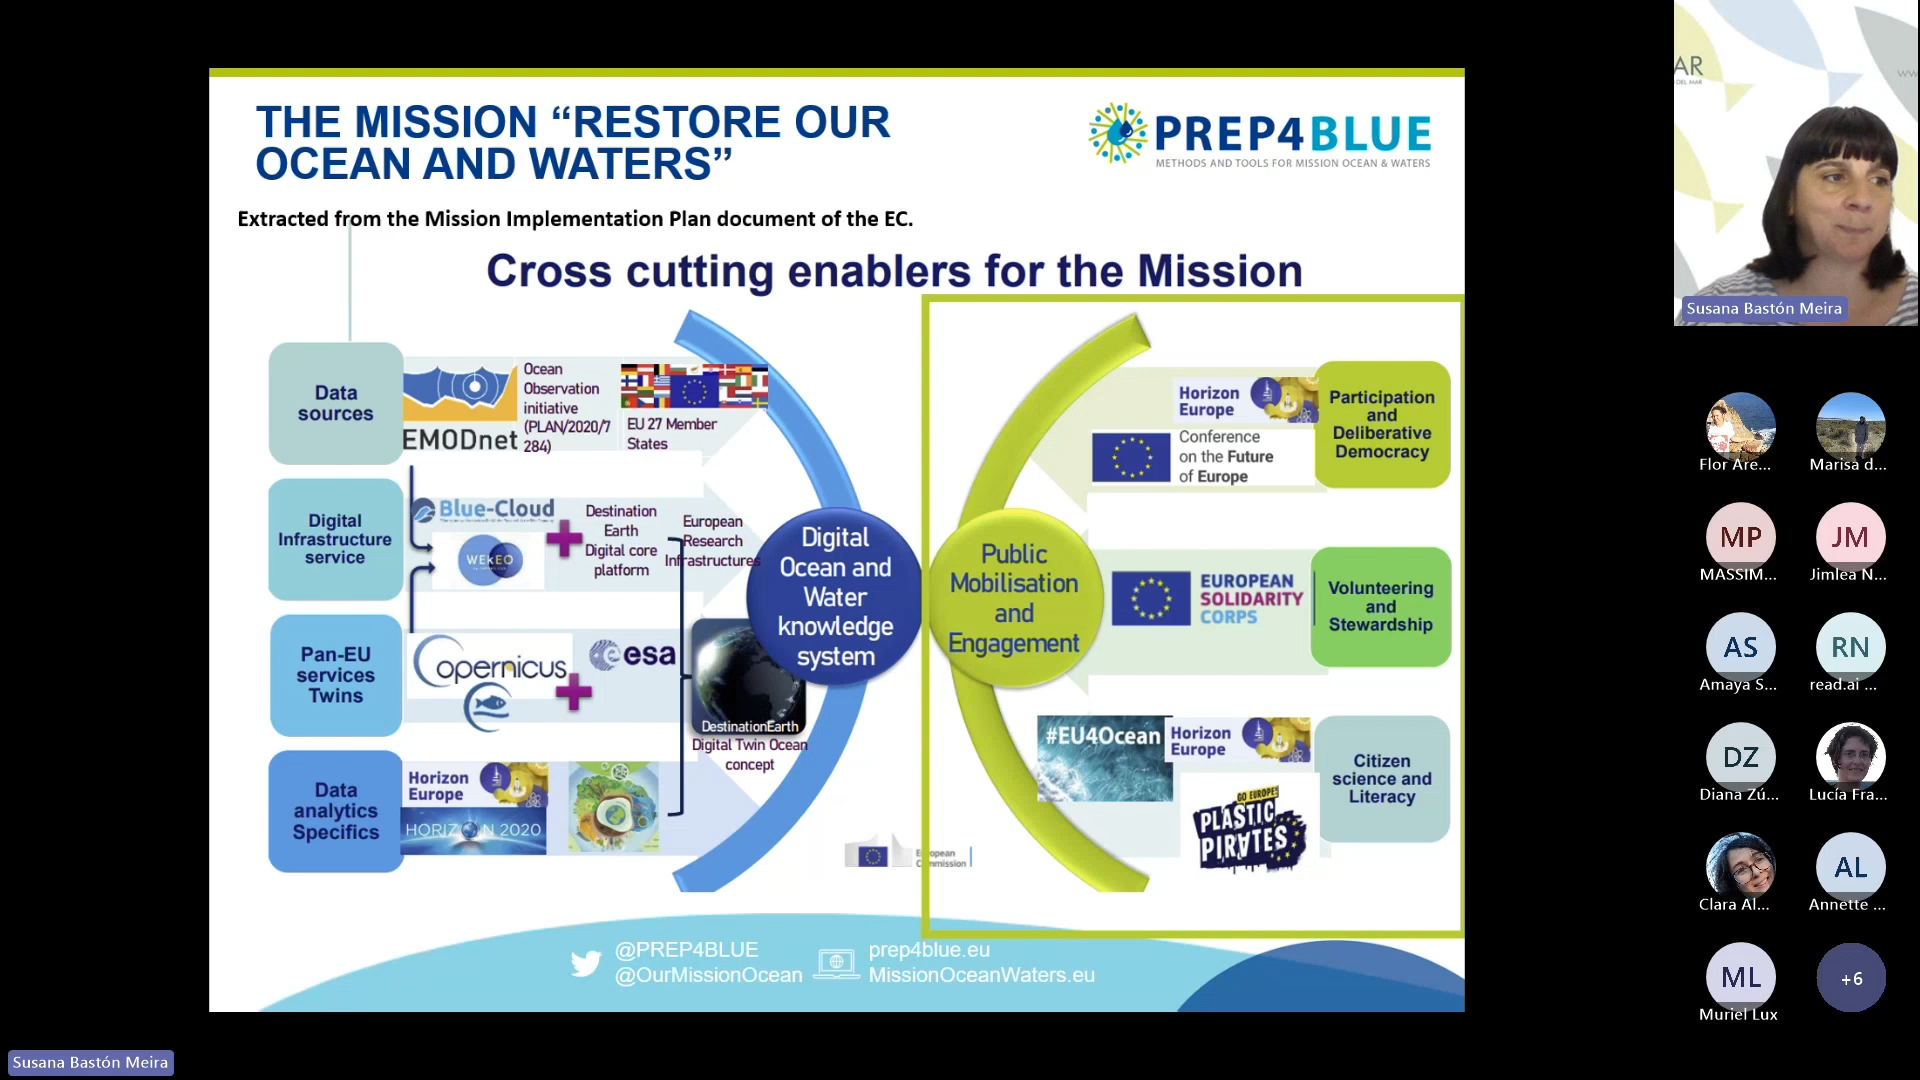 THE MISSION “RESTORE OUR
OCEAN AND WATERS”
PREP4BLUE
METHODS AND TOOLS FOR MISSION OCEAN & WATERS
Extracted from the Mission Implementation Plan document of the EC.
Cross cutting enablers for the Mission
Data
sources
EMODnet
Ocean
Observation
initiative
(PLAN/2020/7
284)
EU 27 Member
States
Digital
Infrastructure
service
Blue-Cloud
WEKEO
Destination
Earth
Digital core
platform
European
Research
Infrastructures
Pan-EU
services
Twins
Copernicus
esa
DestinationEarth
Digital Twin Ocean
concept
Data
analytics
Specifics
Horizon
Europe
HORIZON 2020
Digital
Ocean and
Water
knowledge
system
Public
Mobilisation
and
Engagement
Horizon
Europe
Conference
on the Future
of Europe
Participation
and
Deliberative
Democracy
EUROPEAN
SOLIDARITY
CORPS
Volunteering
and
Stewardship
#EU4Ocean
Horizon
Europe
GO EUROPE!
PLASTIC
PIRATES
Citizen
science and
Literacy
European
Commission
@PREP4BLUE
@OurMissionOcean
prep4blue.eu
MissionOceanWaters.eu
AR
DEL MAR
www
Susana Bastón Meira
Flor Are...
Marisa d...
MP
MASSIM...
JM
Jimlea N...
AS
Amaya S...
RN
read.ai ...
DZ
Diana Zú...
Lucía Fra...
Clara Al...
AL
Annette ...
ML
Muriel Lux
+6
Susana Bastón Meira